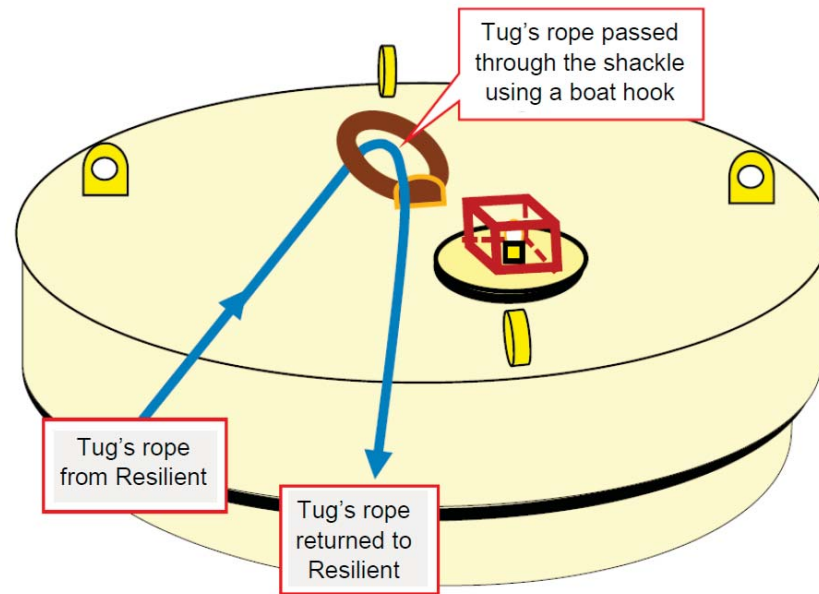 Tug's rope passed
through the shackle
using a boat hook
Tug's rope
from Resilient
Tug's rope
returned to
Resilient